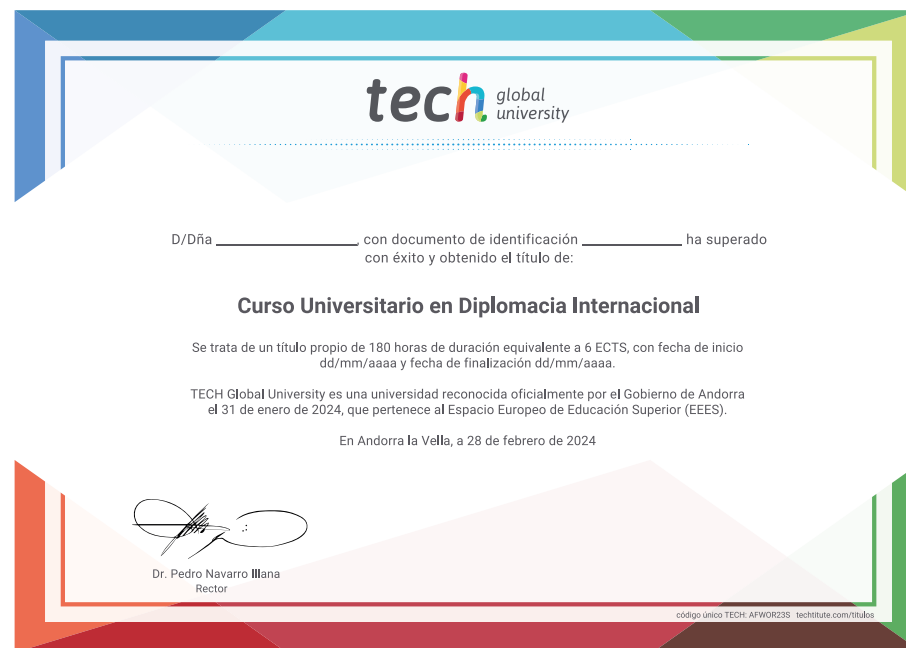 tech global university
D/Dña ____________, con documento de identificación ____________ ha superado
con éxito y obtenido el título de:
Curso Universitario en Diplomacia Internacional
Se trata de un título propio de 180 horas de duración equivalente a 6 ECTS, con fecha de inicio
dd/mm/aaaa y fecha de finalización dd/mm/aaaa.
TECH Global University es una universidad reconocida oficialmente por el Gobierno de Andorra
el 31 de enero de 2024, que pertenece al Espacio Europeo de Educación Superior (EEES).
En Andorra la Vella, a 28 de febrero de 2024
Dr. Pedro Navarro Illana
Rector
código único TECH: AFWOR23S techtitute.com/titulos